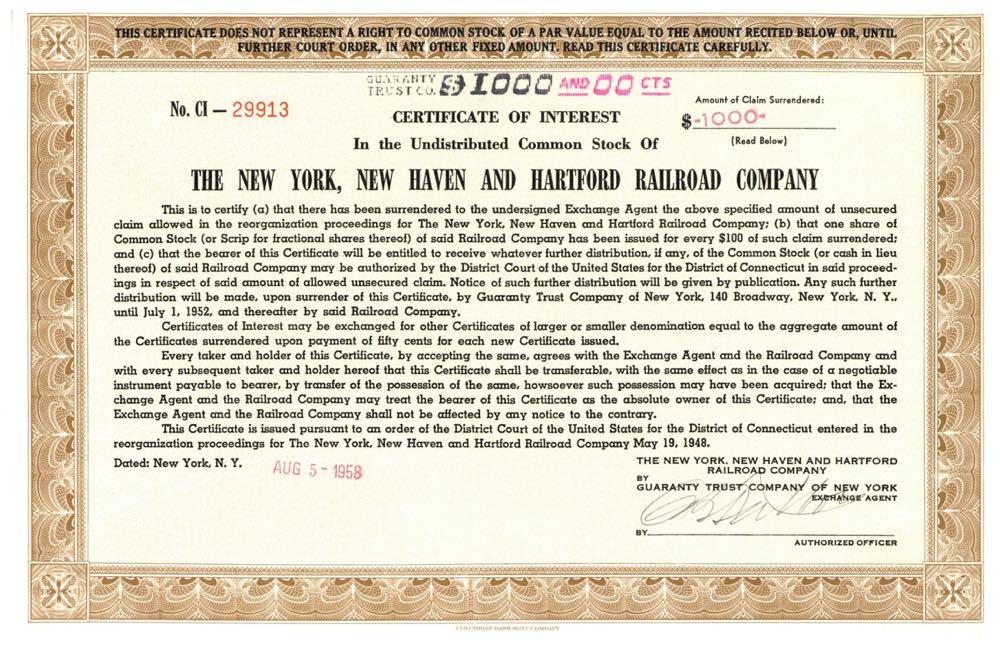 THIS CERTIFICATE DOES NOT REPRESENT A RIGHT TO COMMON STOCK OF A PAR VALUE EQUAL TO THE AMOUNT RECITED BELOW OR, UNTIL
FURTHER COURT ORDER, IN ANY OTHER FIXED AMOUNT. READ THIS CERTIFICATE CAREFULLY.
GUARANTY
TRUST CO. $1000 AND 00 CTS
No. CI — 29913
Amount of Claim Surrendered:
$-1000-
(Read Below)
CERTIFICATE OF INTEREST
In the Undistributed Common Stock Of
THE NEW YORK, NEW HAVEN AND HARTFORD RAILROAD COMPANY
This is to certify (a) that there has been surrendered to the undersigned Exchange Agent the above specified amount of unsecured
claim allowed in the reorganization proceedings for The New York, New Haven and Hartford Railroad Company; (b) that one share of
Common Stock (or Scrip for fractional shares thereof) of said Railroad Company has been issued for every $100 of such claim surrendered;
and (c) that the bearer of this Certificate will be entitled to receive whatever further distribution, if any, of the Common Stock (or cash in lieu
thereof) of said Railroad Company may be authorized by the District Court of the United States for the District of Connecticut in said proceed-
ings in respect of said amount of allowed unsecured claim. Notice of such further distribution will be given by publication. Any such further
distribution will be made, upon surrender of this Certificate, by Guaranty Trust Company of New York, 140 Broadway, New York, N. Y.,
until July 1, 1952, and thereafter by said Railroad Company.
Certificates of Interest may be exchanged for other Certificates of larger or smaller denomination equal to the aggregate amount of
the Certificates surrendered upon payment of fifty cents for each new Certificate issued.
Every taker and holder of this Certificate, by accepting the same, agrees with the Exchange Agent and the Railroad Company and
with every subsequent taker and holder hereof that this Certificate shall be transferable, with the same effect as in the case of a negotiable
instrument payable to bearer, by transfer of the possession of the same, howsoever such possession may have been acquired; that the Ex-
change Agent and the Railroad Company may treat the bearer of this Certificate as the absolute owner of this Certificate; and, that the
Exchange Agent and the Railroad Company shall not be affected by any notice to the contrary.
This Certificate is issued pursuant to an order of the District Court of the United States for the District of Connecticut entered in the
reorganization proceedings for The New York, New Haven and Hartford Railroad Company May 19, 1948.
Dated: New York, N. Y. AUG 5 - 1958
THE NEW YORK, NEW HAVEN AND HARTFORD
RAILROAD COMPANY
BY
GUARANTY TRUST COMPANY OF NEW YORK
EXCHANGE AGENT
BY
AUTHORIZED OFFICER
COLUMBIAN BANK NOTE COMPANY